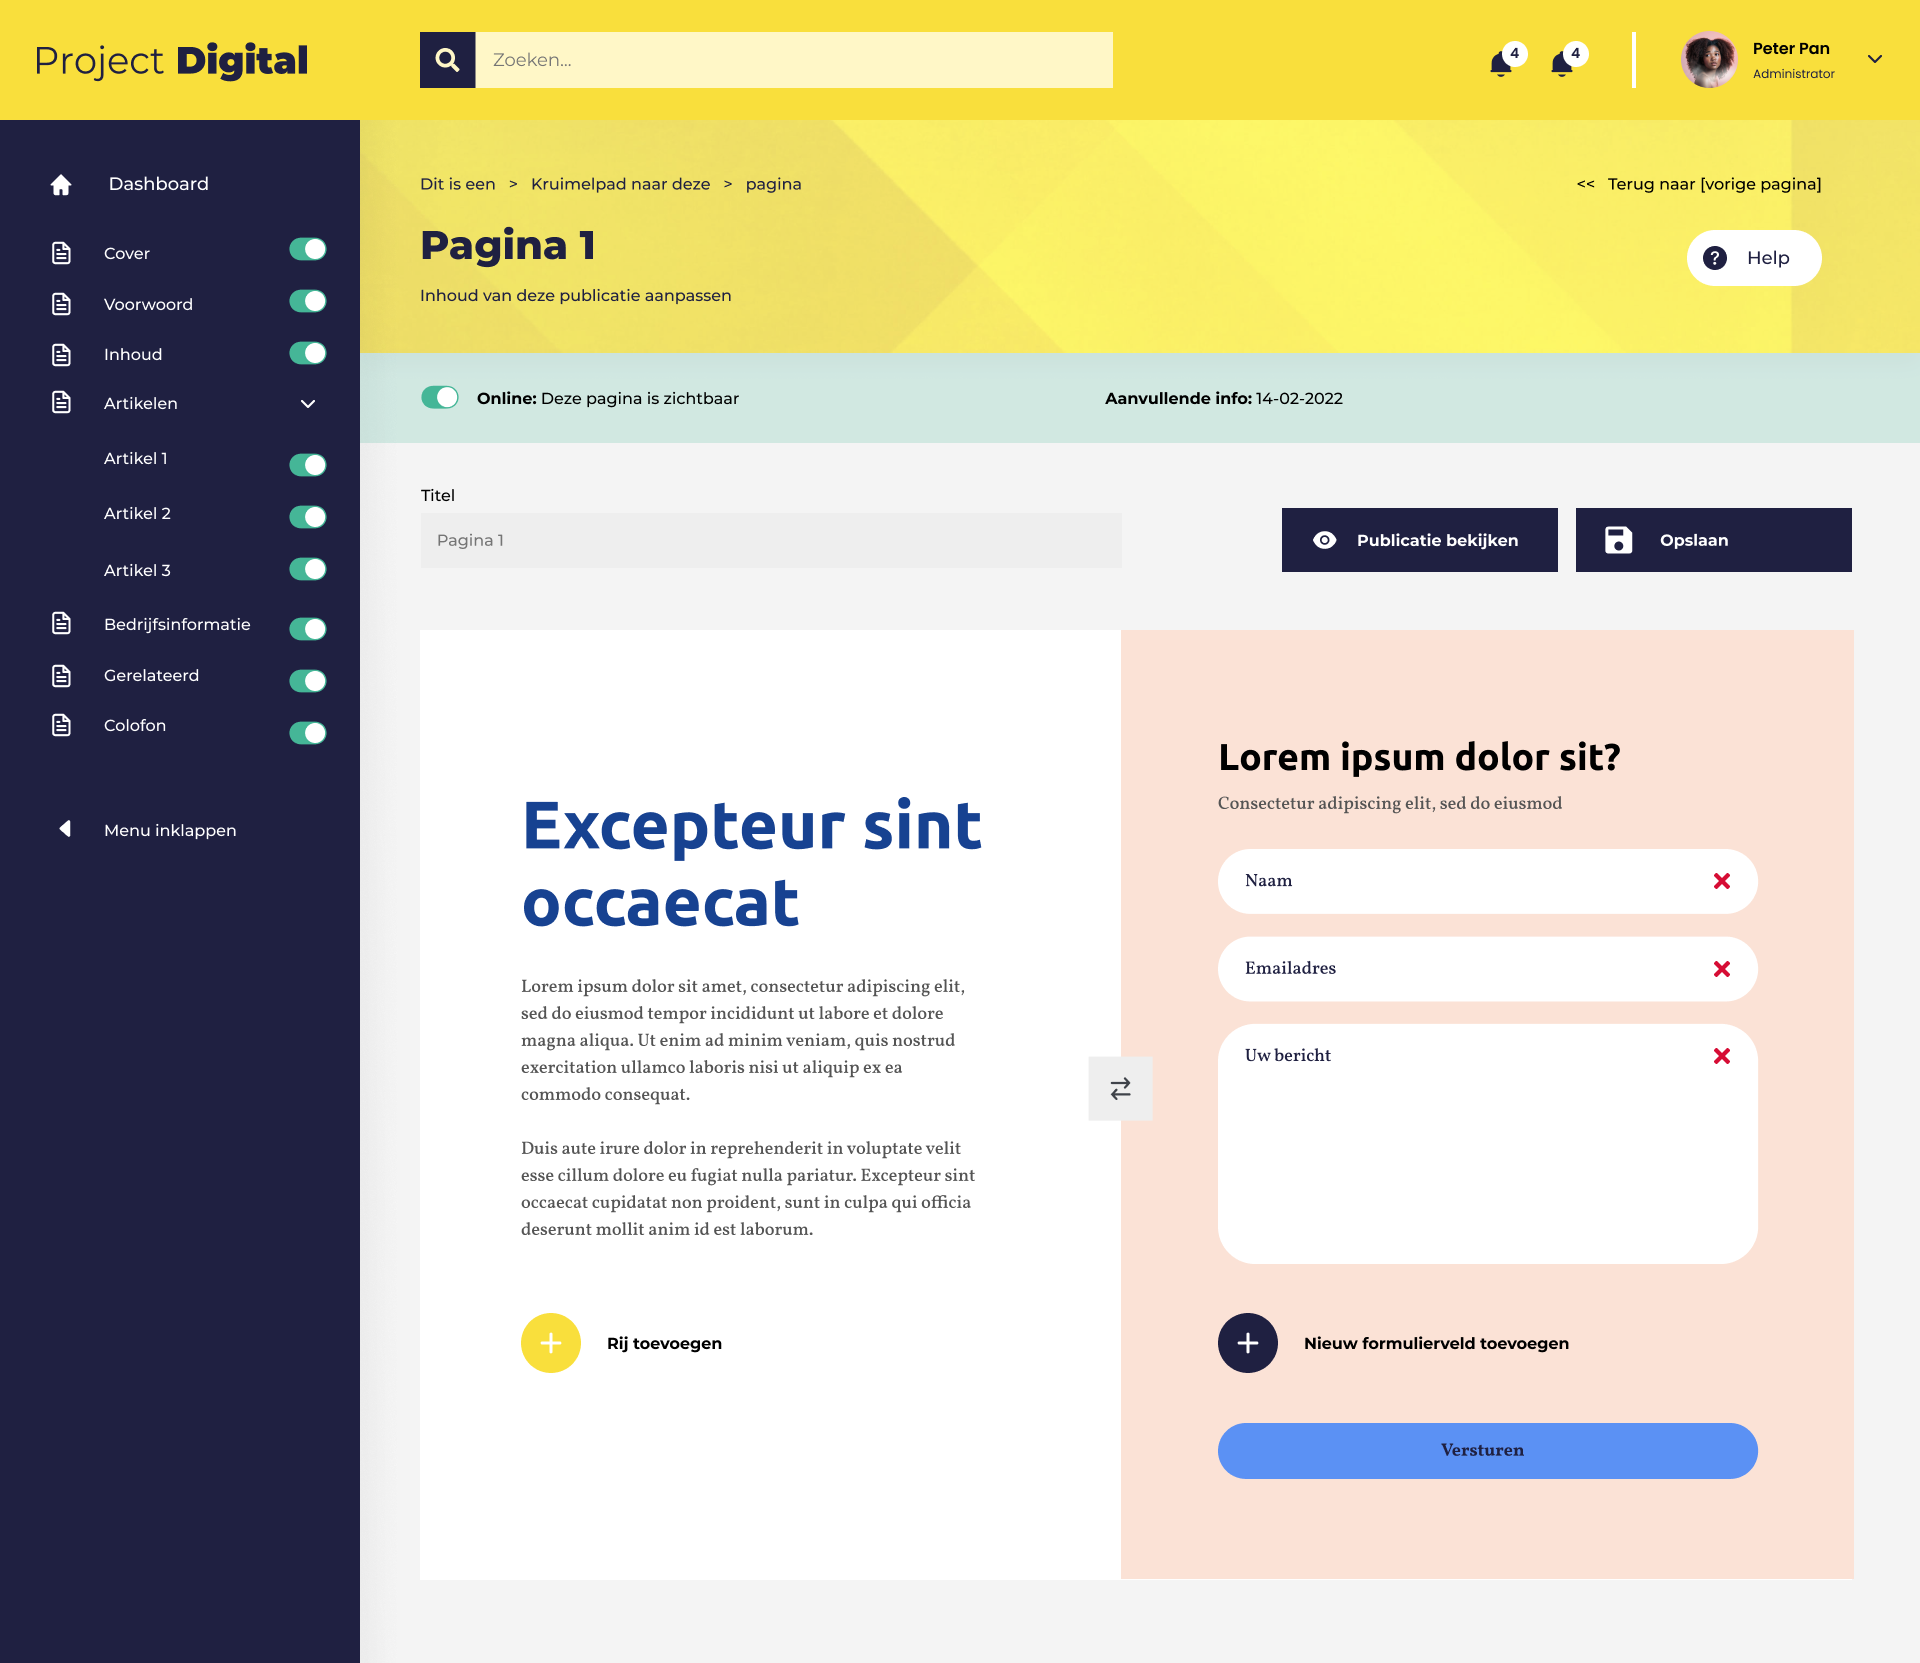 Project Digital
Zoeken...
4
4
Peter Pan
Administrator
Dashboard
Cover
Voorwoord
Inhoud
Artikelen
Artikel 1
Artikel 2
Artikel 3
Bedrijfsinformatie
Gerelateerd
Colofon
Menu inklappen
Dit is een > Kruimelpad naar deze > pagina
<< Terug naar [vorige pagina]
Pagina 1
Inhoud van deze publicatie aanpassen
? Help
Online: Deze pagina is zichtbaar
Aanvullende info: 14-02-2022
Titel
Pagina 1
Publicatie bekijken
Opslaan
Excepteur sint
occaecat
Lorem ipsum dolor sit amet, consectetur adipiscing elit,
sed do eiusmod tempor incididunt ut labore et dolore
magna aliqua. Ut enim ad minim veniam, quis nostrud
exercitation ullamco laboris nisi ut aliquip ex ea
commodo consequat.
Duis aute irure dolor in reprehenderit in voluptate velit
esse cillum dolore eu fugiat nulla pariatur. Excepteur sint
occaecat cupidatat non proident, sunt in culpa qui officia
deserunt mollit anim id est laborum.
Rij toevoegen
Lorem ipsum dolor sit?
Consectetur adipiscing elit, sed do eiusmod
Naam
Emailadres
Uw bericht
Nieuw formulierveld toevoegen
Versturen